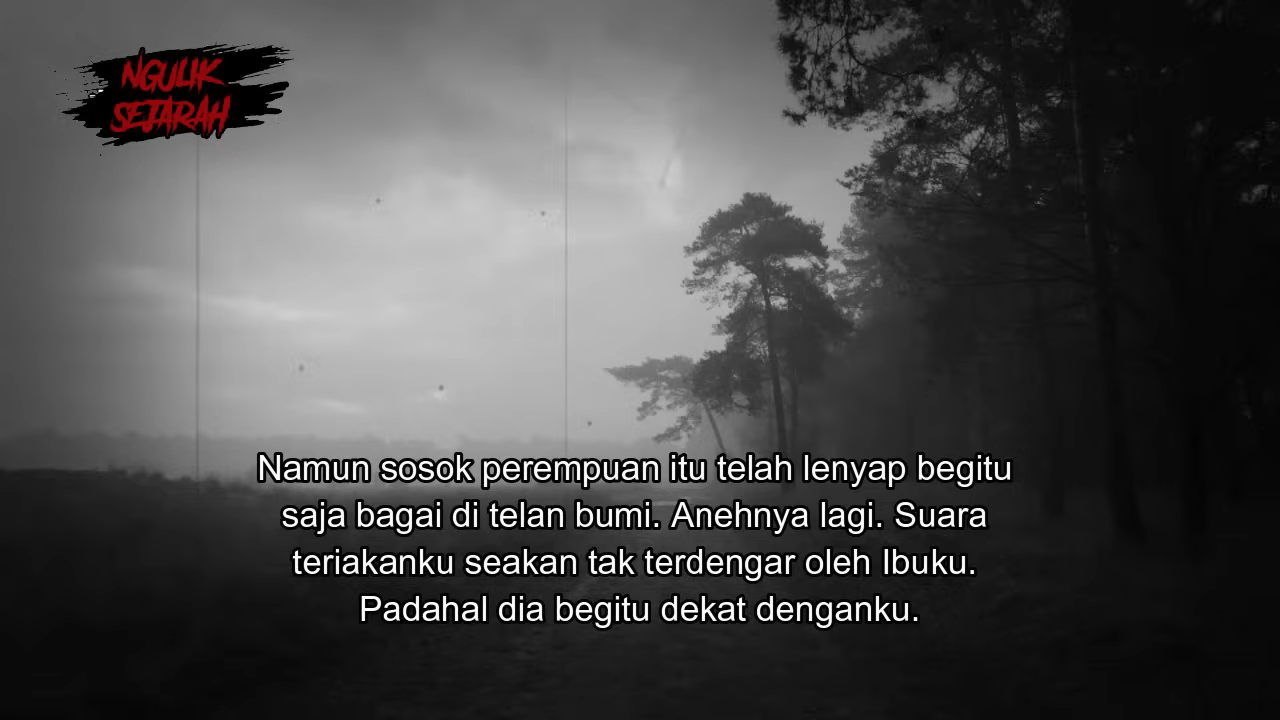 NGULIK
SEJARAH
Namun sosok perempuan itu telah lenyap begitu
saja bagai di telan bumi. Anehnya lagi. Suara
teriakanku seakan tak terdengar oleh Ibuku.
Padahal dia begitu dekat denganku.